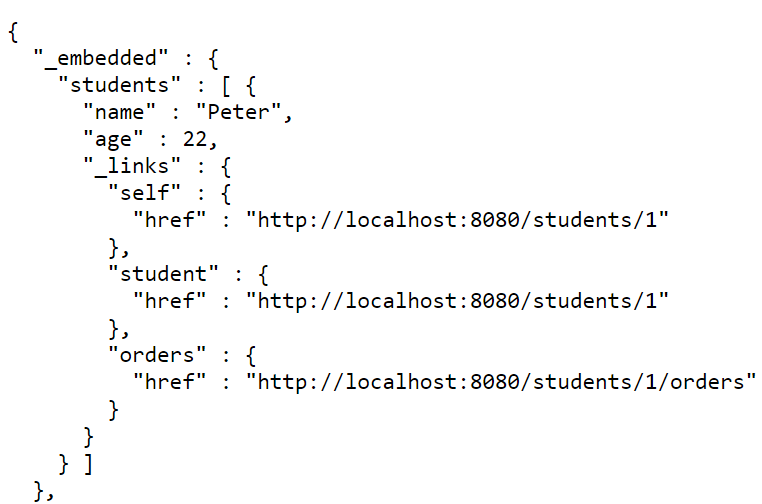 {
  "_embedded" : {
    "students" : [ {
      "name" : "Peter",
      "age" : 22,
      "_links" : {
        "self" : {
          "href" : "http://localhost:8080/students/1"
        },
        "student" : {
          "href" : "http://localhost:8080/students/1"
        },
        "orders" : {
          "href" : "http://localhost:8080/students/1/orders"
        }
      }
    } ]
  },